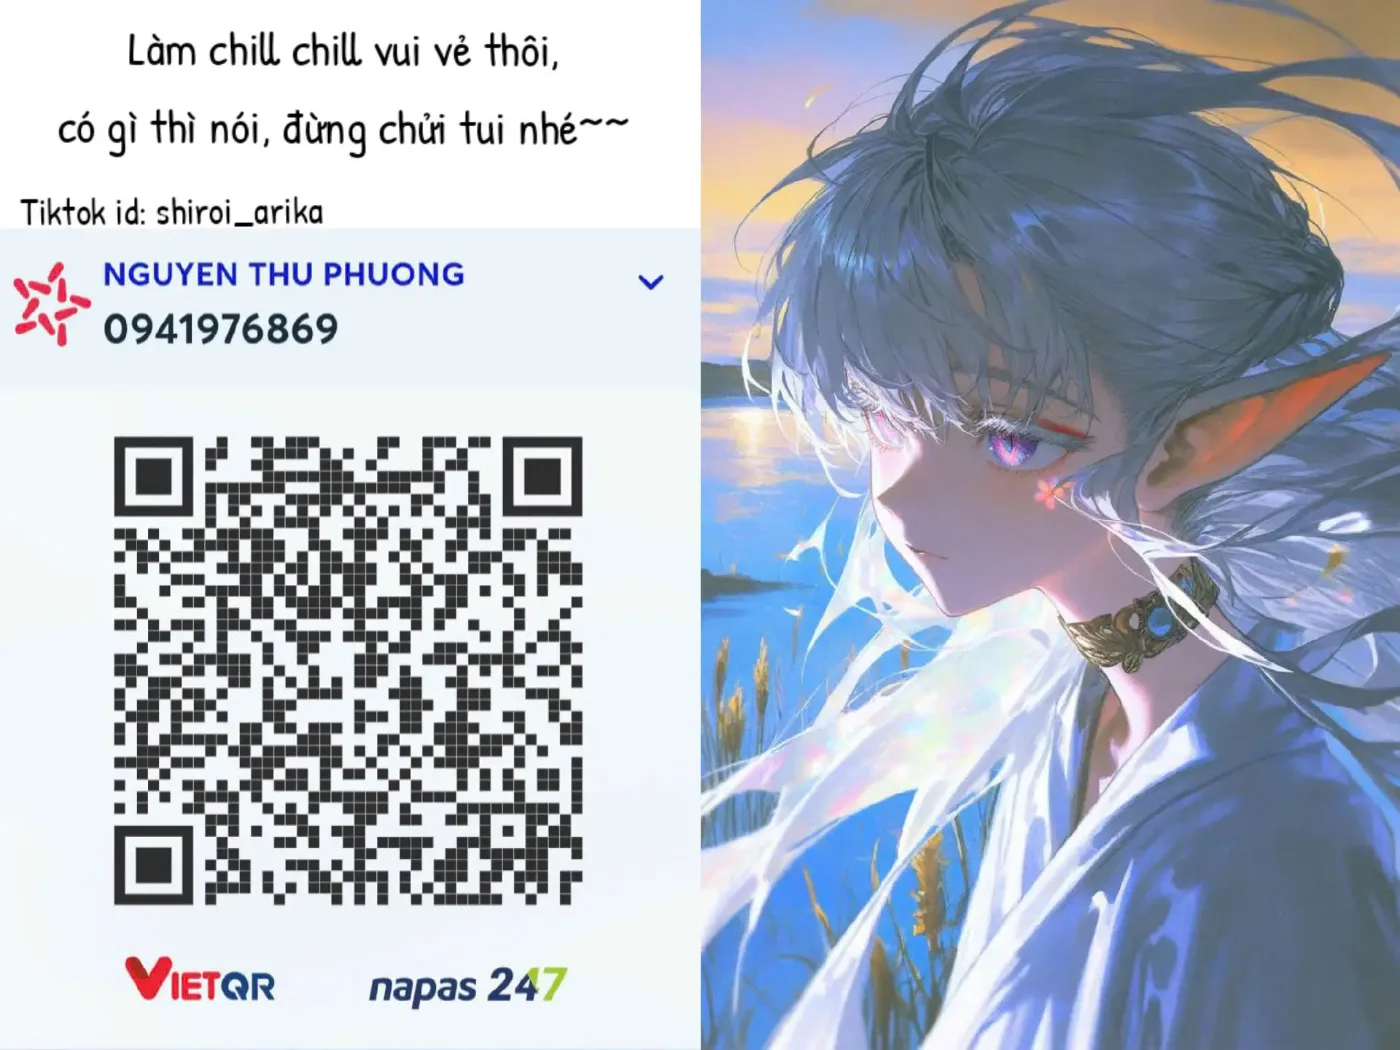 Làm chill chill vui vẻ thôi,
có gì thì nói, đừng chửi tui nhé~~
Tiktok id: shiroi_arika
NGUYEN THU PHUONG
0941976869
VIETQR
napas 247